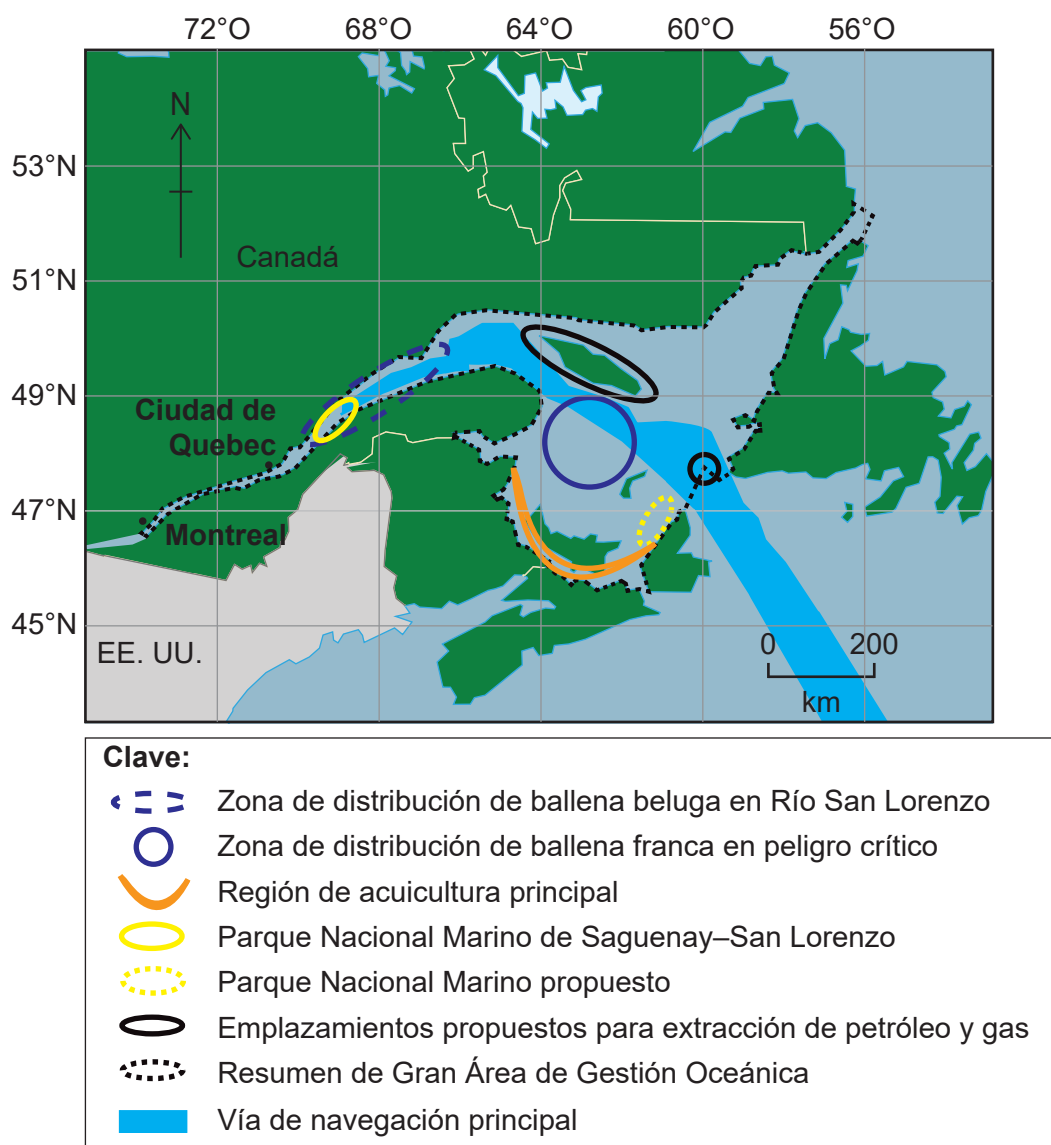 72°O 68°O 64°O 60°O 56°O
N
53°N
Canadá
51°N
49°N
Ciudad de
Quebec
47°N
Montreal
45°N
EE. UU.
0 200
km
Clave:
Zona de distribución de ballena beluga en Río San Lorenzo
Zona de distribución de ballena franca en peligro crítico
Región de acuicultura principal
Parque Nacional Marino de Saguenay–San Lorenzo
Parque Nacional Marino propuesto
Emplazamientos propuestos para extracción de petróleo y gas
Resumen de Gran Área de Gestión Oceánica
Vía de navegación principal